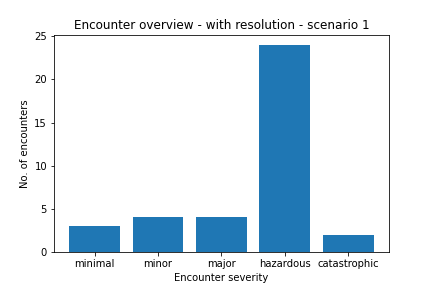 Encounter overview - with resolution - scenario 1
No. of encounters
25
20
15
10
5
0
minimal minor major hazardous catastrophic
Encounter severity